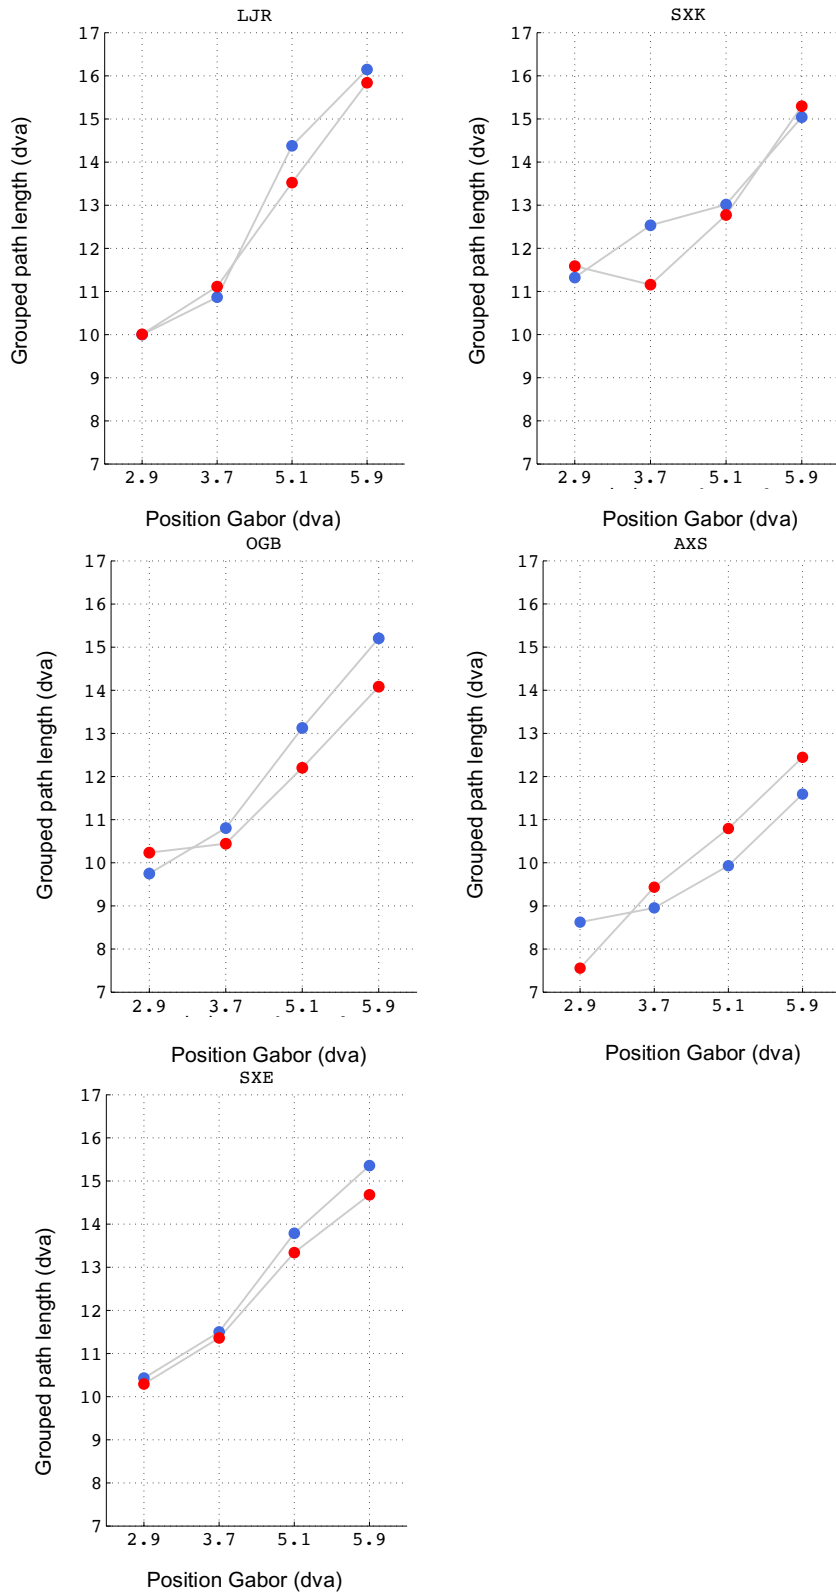 LJR
17
16
15
14
13
12
11
10
9
8
7
2.9 3.7 5.1 5.9
Grouped path length (dva)
Position Gabor (dva)
SXK
17
16
15
14
13
12
11
10
9
8
7
2.9 3.7 5.1 5.9
Grouped path length (dva)
Position Gabor (dva)
OGB
17
16
15
14
13
12
11
10
9
8
7
2.9 3.7 5.1 5.9
Grouped path length (dva)
Position Gabor (dva)
AXS
17
16
15
14
13
12
11
10
9
8
7
2.9 3.7 5.1 5.9
Grouped path length (dva)
Position Gabor (dva)
SXE
17
16
15
14
13
12
11
10
9
8
7
2.9 3.7 5.1 5.9
Grouped path length (dva)
Position Gabor (dva)